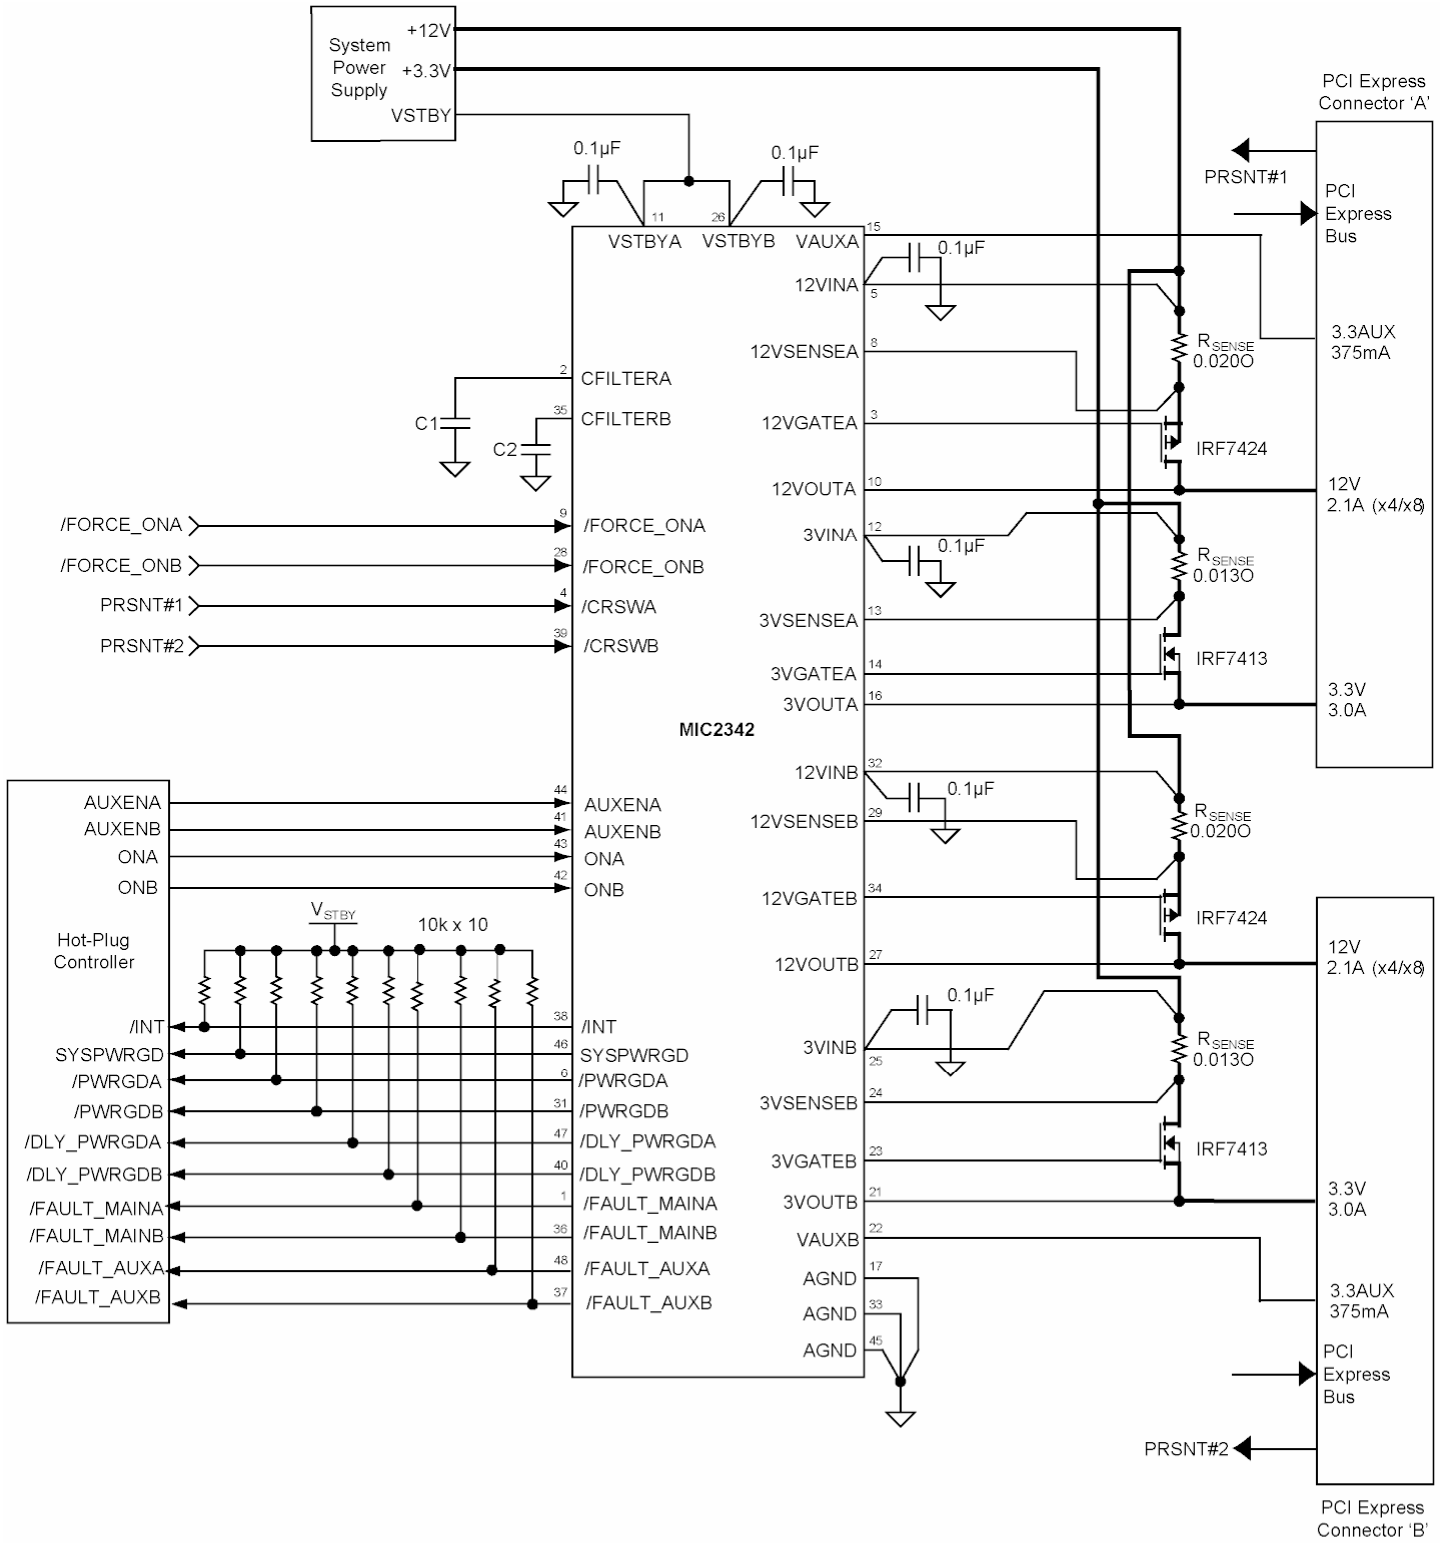 System
Power
Supply
+12V
+3.3V
VSTBY
0.1µF
0.1µF
11
26
VSTBYA
VSTBYB
PCI Express
Connector ‘A’
PRSNT#1
PCI
Express
Bus
3.3AUX
375mA
12V
2.1A (x4/x8)
3.3V
3.0A
VAUXA
15
0.1µF
12VINA
5
12VSENSEA
8
RSENSE
0.020O
12VGATEA
3
IRF7424
12VOUTA
10
3VINA
12
0.1µF
RSENSE
0.013O
3VSENSEA
13
3VGATEA
14
IRF7413
3VOUTA
16
MIC2342
2
CFILTERA
C1
35
CFILTERB
C2
/FORCE_ONA
9
/FORCE_ONA
/FORCE_ONB
28
/FORCE_ONB
PRSNT#1
4
/CRSWA
PRSNT#2
39
/CRSWB
12VINB
32
0.1µF
12VSENSEB
29
RSENSE
0.020O
12VGATEB
34
IRF7424
12VOUTB
27
0.1µF
3VINB
25
RSENSE
0.013O
3VSENSEB
24
3VGATEB
23
IRF7413
3VOUTB
21
VAUXB
22
AGND
17
AGND
33
AGND
45
AUXENA
44
AUXENA
AUXENB
41
AUXENB
ONA
43
ONA
ONB
42
ONB
VSTBY
10k x 10
Hot-Plug
Controller
/INT
38
/INT
SYSPWRGD
46
SYSPWRGD
/PWRGDA
6
/PWRGDA
/PWRGDB
31
/PWRGDB
/DLY_PWRGDA
47
/DLY_PWRGDA
/DLY_PWRGDB
40
/DLY_PWRGDB
/FAULT_MAINA
1
/FAULT_MAINA
/FAULT_MAINB
36
/FAULT_MAINB
/FAULT_AUXA
48
/FAULT_AUXA
/FAULT_AUXB
37
/FAULT_AUXB
12V
2.1A (x4/x8)
3.3V
3.0A
3.3AUX
375mA
PCI
Express
Bus
PRSNT#2
PCI Express
Connector ‘B’